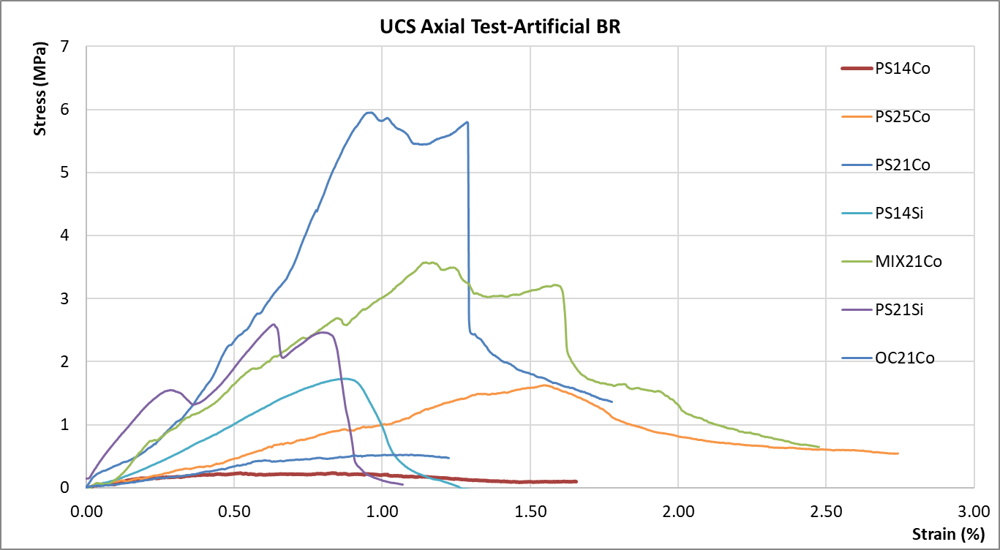 UCS Axial Test-Artificial BR
Stress (MPa)
7
6
5
4
3
2
1
0
0.00 0.50 1.00 1.50 2.00 2.50 3.00
Strain (%)
PS14Co
PS25Co
PS21Co
PS14Si
MIX21Co
PS21Si
OC21Co